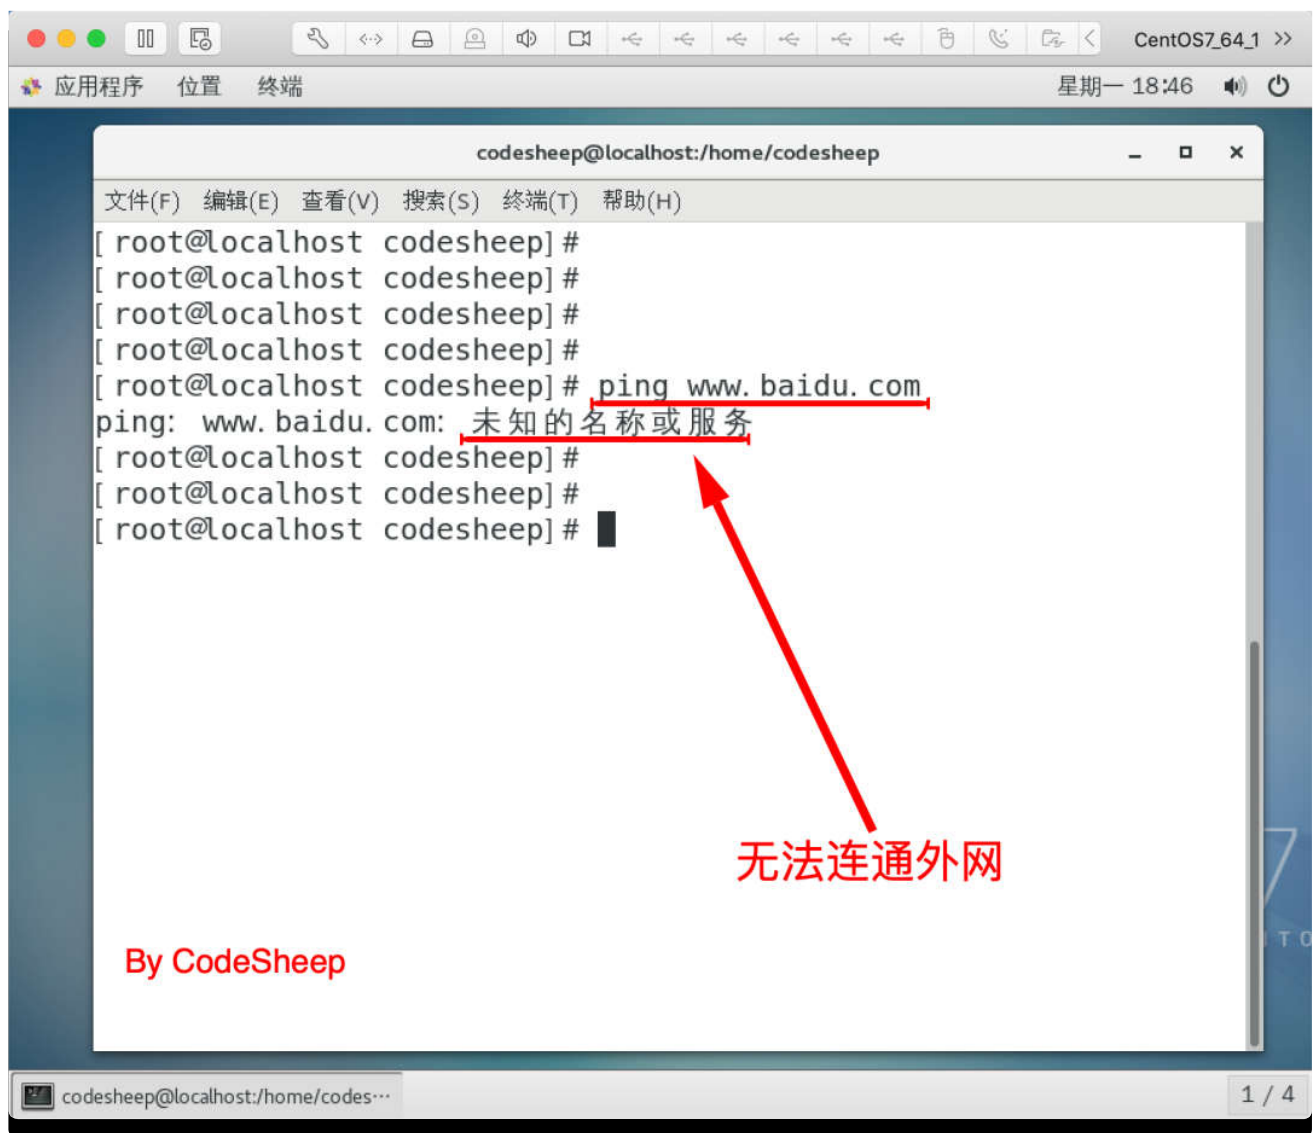 CentOS7_64_1
应用程序 位置 终端 星期一 18:46
codesheep@localhost:/home/codesheep
文件(F) 编辑(E) 查看(V) 搜索(S) 终端(T) 帮助(H)
[root@localhost codesheep]#
[root@localhost codesheep]#
[root@localhost codesheep]#
[root@localhost codesheep]#
[root@localhost codesheep]# ping www.baidu.com
ping: www.baidu.com: 未知的名称或服务
[root@localhost codesheep]#
[root@localhost codesheep]#
[root@localhost codesheep]#
无法连通外网
7
By CodeSheep
codesheep@localhost:/home/codes···
1 / 4